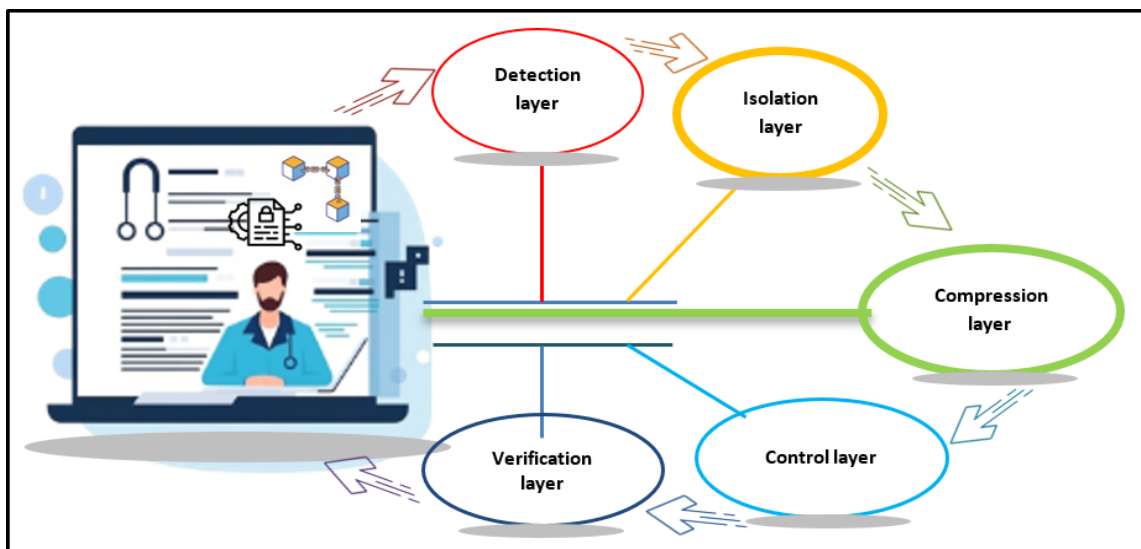 Detection
layer
Isolation
layer
Compression
layer
Control layer
Verification
layer